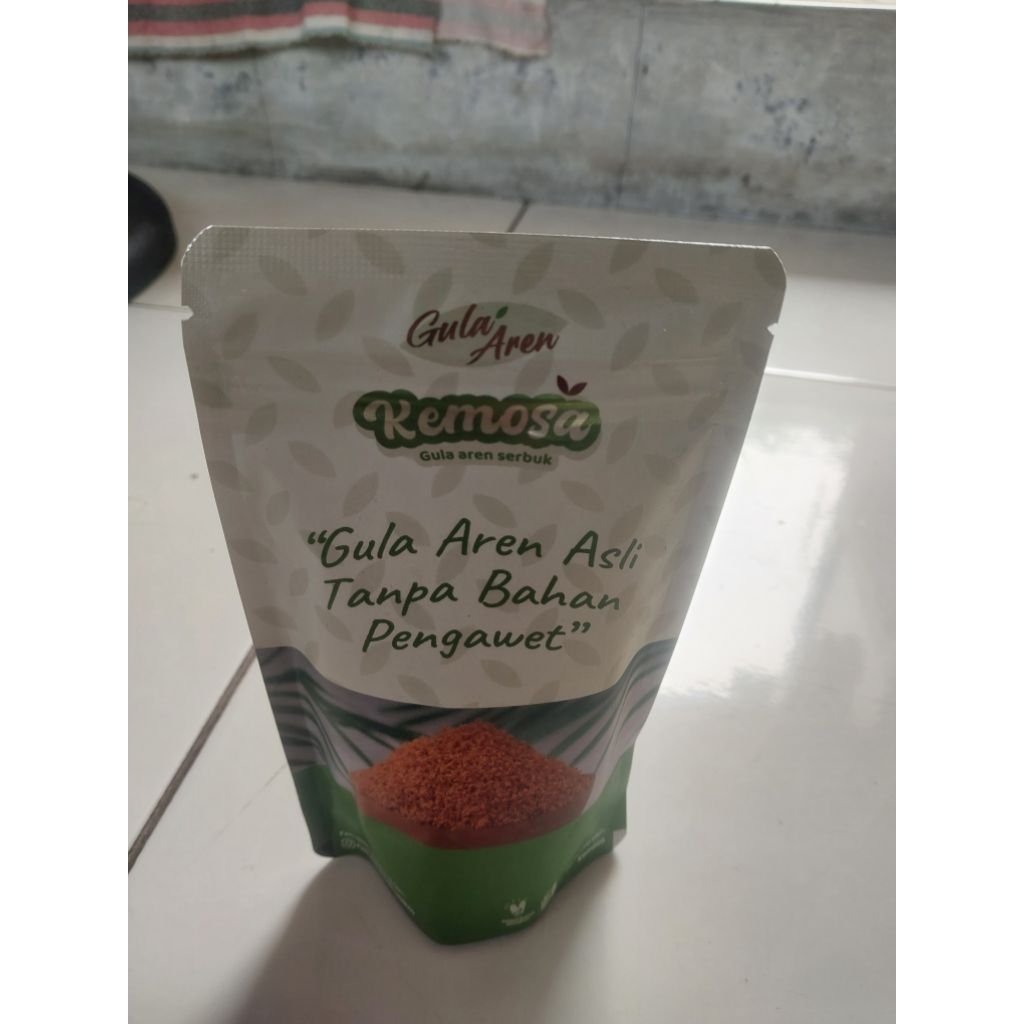 Gula
Aren
Kemosa
Gula aren serbuk
“Gula Aren Asli
Tanpa Bahan
Pengawet”